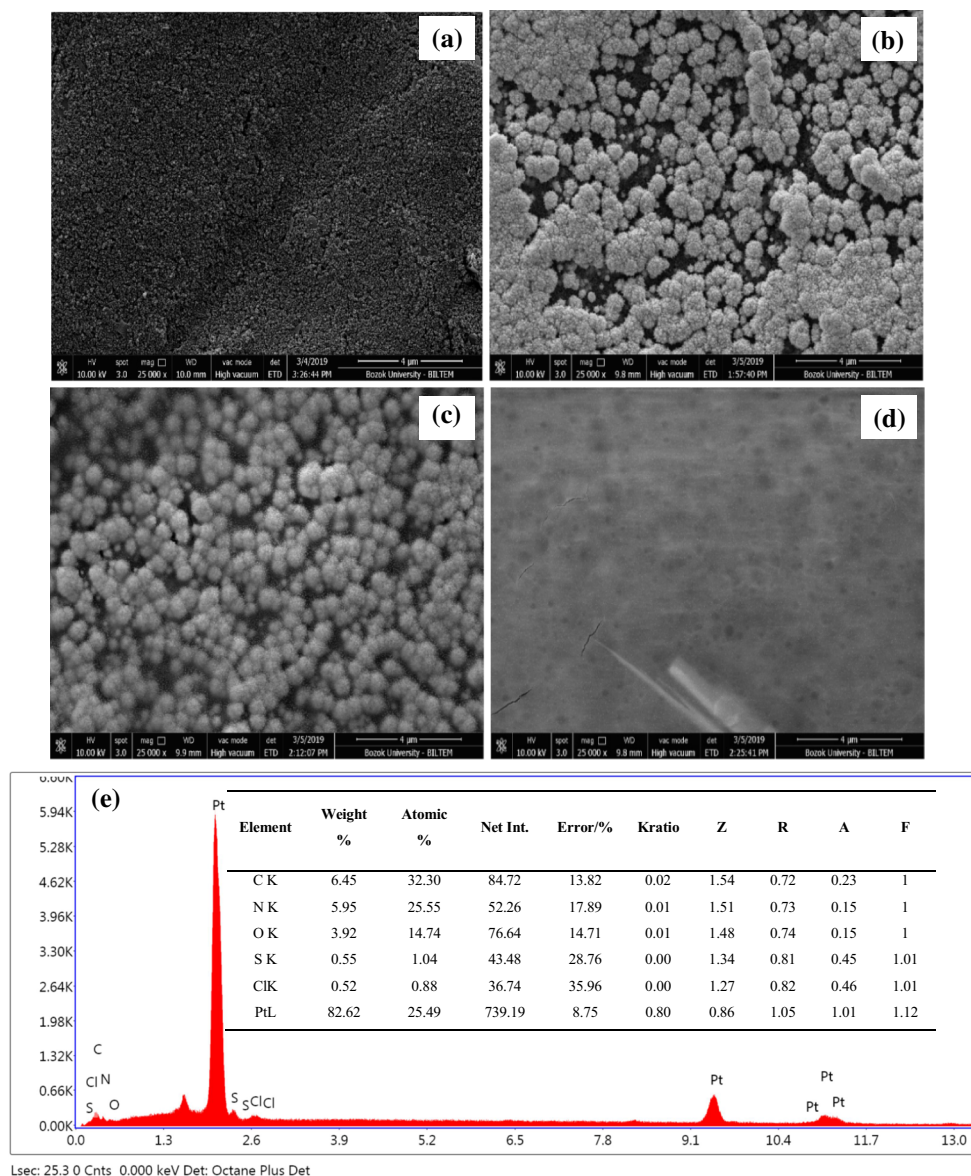 (a)
HV spot mag □ WD vac mode det 3/4/2019 4 µm
10.00 kV 3.0 25 000 x 10.0 mm High vacuum ETD 3:26:44 PM Bozok University - BILTEM
(b)
HV spot mag □ WD vac mode det 3/5/2019 4 µm
10.00 kV 3.0 25 000 x 9.8 mm High vacuum ETD 1:57:40 PM Bozok University - BILTEM
(c)
HV spot mag □ WD vac mode det 3/5/2019 4 µm
10.00 kV 3.0 25 000 x 9.9 mm High vacuum ETD 2:12:07 PM Bozok University - BILTEM
(d)
HV spot mag □ WD vac mode det 3/5/2019 4 µm
10.00 kV 3.0 25 000 x 9.8 mm High vacuum ETD 2:25:41 PM Bozok University - BILTEM
(e)
6.60K
5.94K
5.28K
4.62K
3.96K
3.30K
2.64K
1.98K
1.32K
0.66K
0.00K
Pt
Element Weight % Atomic % Net Int. Error/% Kratio Z R A F
C K 6.45 32.30 84.72 13.82 0.02 1.54 0.72 0.23 1
N K 5.95 25.55 52.26 17.89 0.01 1.51 0.73 0.15 1
O K 3.92 14.74 76.64 14.71 0.01 1.48 0.74 0.15 1
S K 0.55 1.04 43.48 28.76 0.00 1.34 0.81 0.45 1.01
ClK 0.52 0.88 36.74 35.96 0.00 1.27 0.82 0.46 1.01
PtL 82.62 25.49 739.19 8.75 0.80 0.86 1.05 1.01 1.12
C
Cl N
S O
S S Cl Cl
Pt
Pt
Pt Pt
0.0 1.3 2.6 3.9 5.2 6.5 7.8 9.1 10.4 11.7 13.0
Lsec: 25.3 0 Cnts 0.000 keV Det: Octane Plus Det